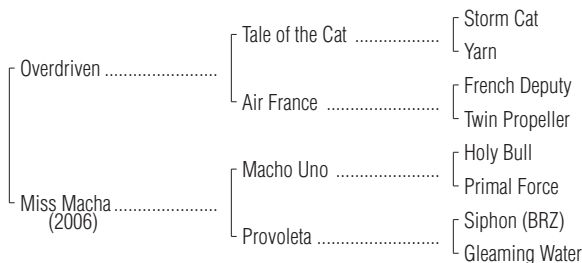 Storm Cat
Tale of the Cat ....................
Yarn
Overdriven ...........................
French Deputy
Air France ...........................
Twin Propeller
Holy Bull
Macho Uno .........................
Primal Force
Miss Macha .........................
(2006)
Siphon (BRZ)
Provoleta .............................
Gleaming Water